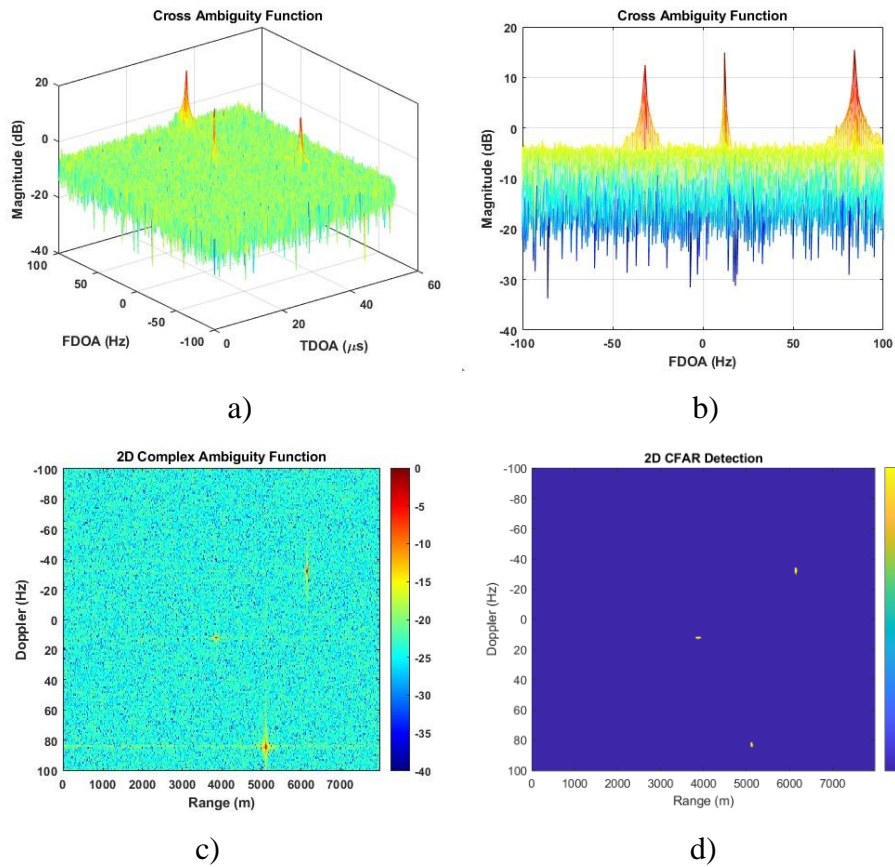 Cross Ambiguity Function
20
0
-20
-40
Magnitude (dB)
100
50
0
-50
-100
FDOA (Hz)
0
20
40
60
TDOA (μs)
a)
Cross Ambiguity Function
20
10
0
-10
-20
-30
-40
Magnitude (dB)
-100 -50 0 50 100
FDOA (Hz)
b)
2D Complex Ambiguity Function
-100
-80
-60
-40
-20
0
20
40
60
80
100
Doppler (Hz)
0 1000 2000 3000 4000 5000 6000 7000
Range (m)
0
-5
-10
-15
-20
-25
-30
-35
-40
c)
2D CFAR Detection
-100
-80
-60
-40
-20
0
20
40
60
80
100
Doppler (Hz)
0 1000 2000 3000 4000 5000 6000 7000
Range (m)
d)